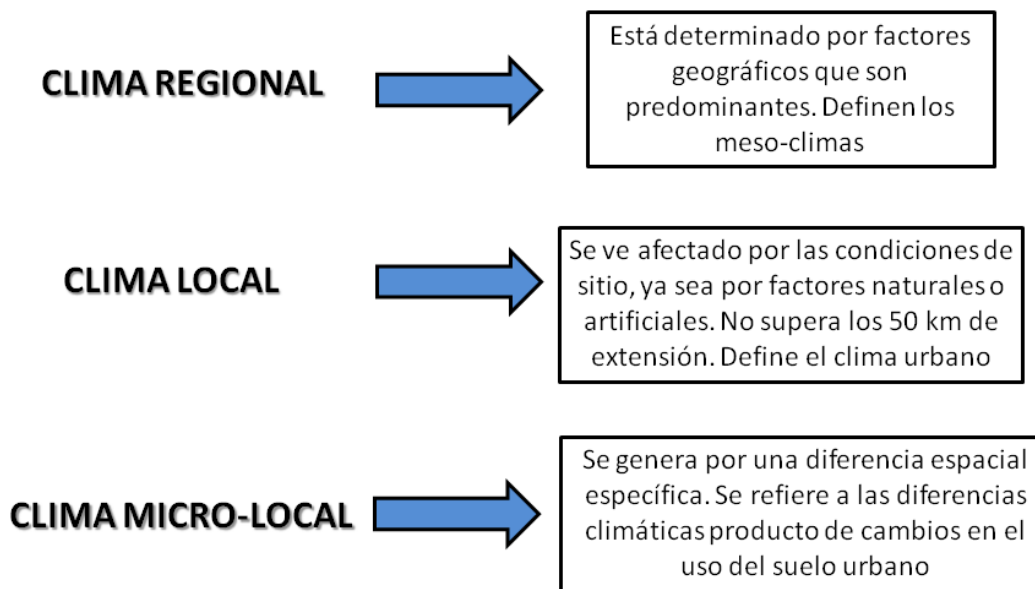 CLIMA REGIONAL
Está determinado por factores
geográficos que son
predominantes. Definen los
meso-climas
CLIMA LOCAL
Se ve afectado por las condiciones de
sitio, ya sea por factores naturales o
artificiales. No supera los 50 km de
extensión. Define el clima urbano
CLIMA MICRO-LOCAL
Se genera por una diferencia espacial
específica. Se refiere a las diferencias
climáticas producto de cambios en el
uso del suelo urbano